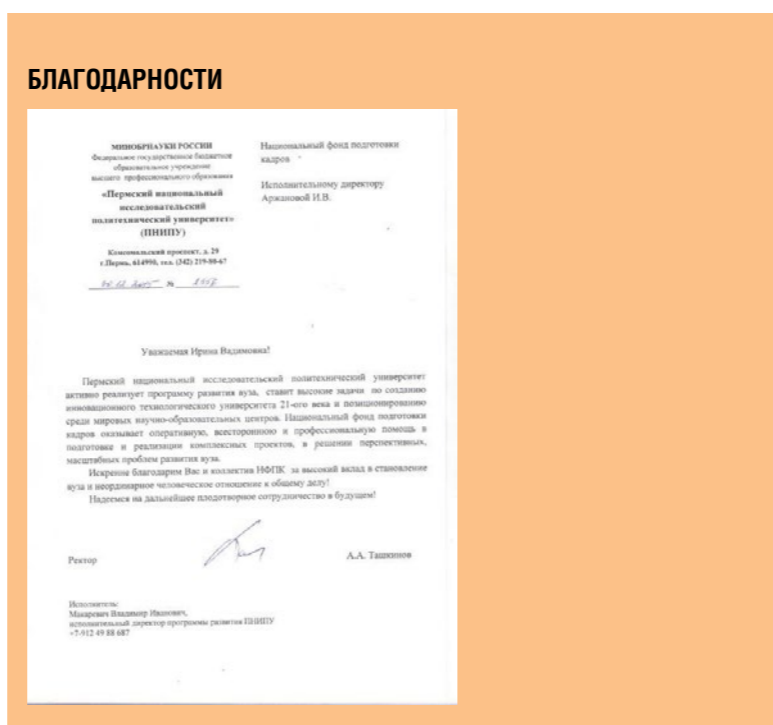 БЛАГОДАРНОСТИ
МИНОБРНАУКИ РОССИИ
Федеральное государственное бюджетное
образовательное учреждение
высшего профессионального образования
«Пермский национальный
исследовательский
политехнический университет»
(ПНИПУ)
Комсомольский проспект, д. 29
г.Пермь, 614990, тел. (342) 219-80-67
№
Национальный фонд подготовки
кадров
Исполнительному директору
Аржановой И.В.
Уважаемая Ирина Вадимовна!
Пермский национальный исследовательский политехнический университет
активно реализует программу развития вуза, ставит высокие задачи по созданию
инновационного технологического университета 21-ого века и позиционированию
среди мировых научно-образовательных центров. Национальный фонд подготовки
кадров оказывает оперативную, всестороннюю и профессиональную помощь в
подготовке и реализации комплексных проектов, в решении перспективных,
масштабных проблем развития вуза.
Искренне благодарим Вас и коллектив НФПК за высокий вклад в становление
вуза и неординарное человеческое отношение к общему делу!
Надеемся на дальнейшее плодотворное сотрудничество в будущем!
Ректор
А.А. Ташкинов
Исполнитель:
Макаревич Владимир Иванович,
исполнительный директор программы развития ПНИПУ
+7-912 49 88 687